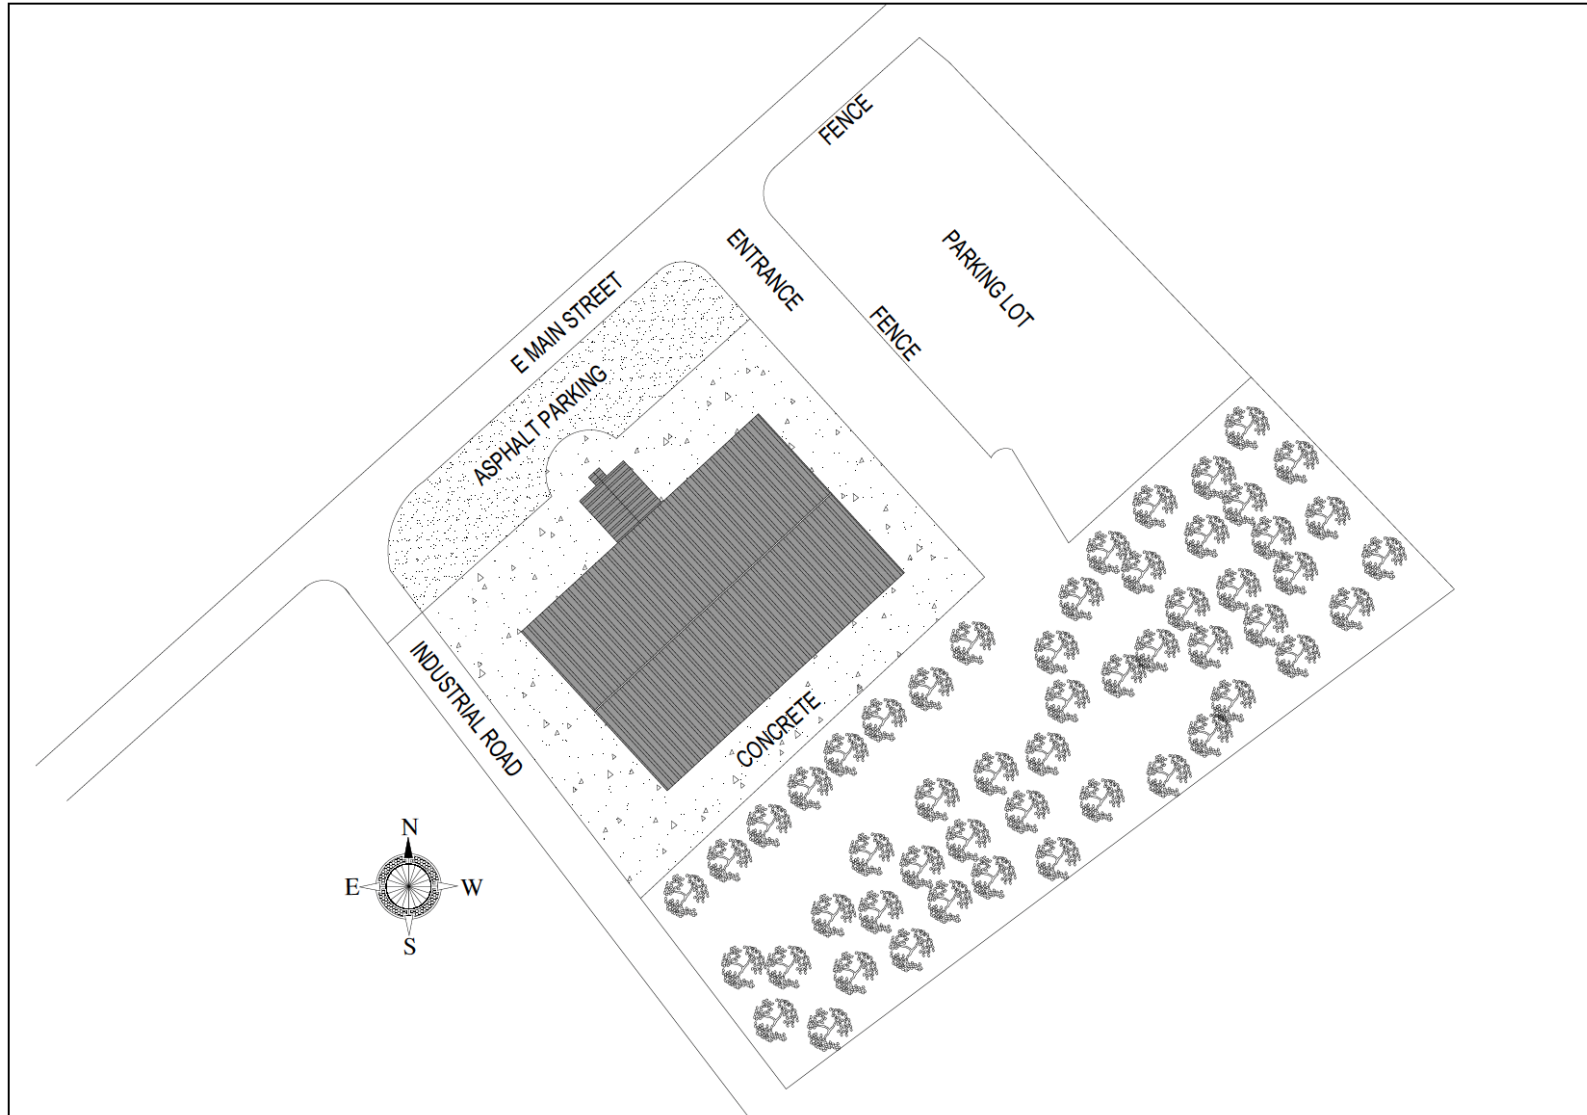 FENCE
ENTRANCE
PARKING LOT
E MAIN STREET
FENCE
ASPHALT PARKING
INDUSTRIAL ROAD
CONCRETE
N
E W
S